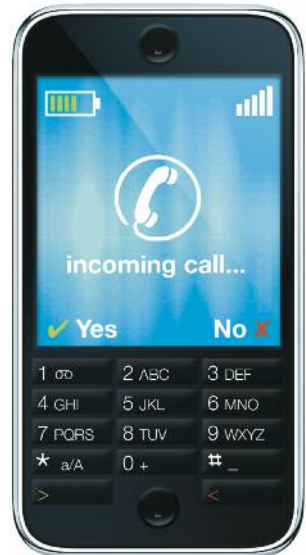 incoming call...
Yes No
1 2 ABC 3 DEF
4 GHI 5 JKL 6 MNO
7 PQRS 8 TUV 9 WXYZ
* a/A 0 + # _
> <